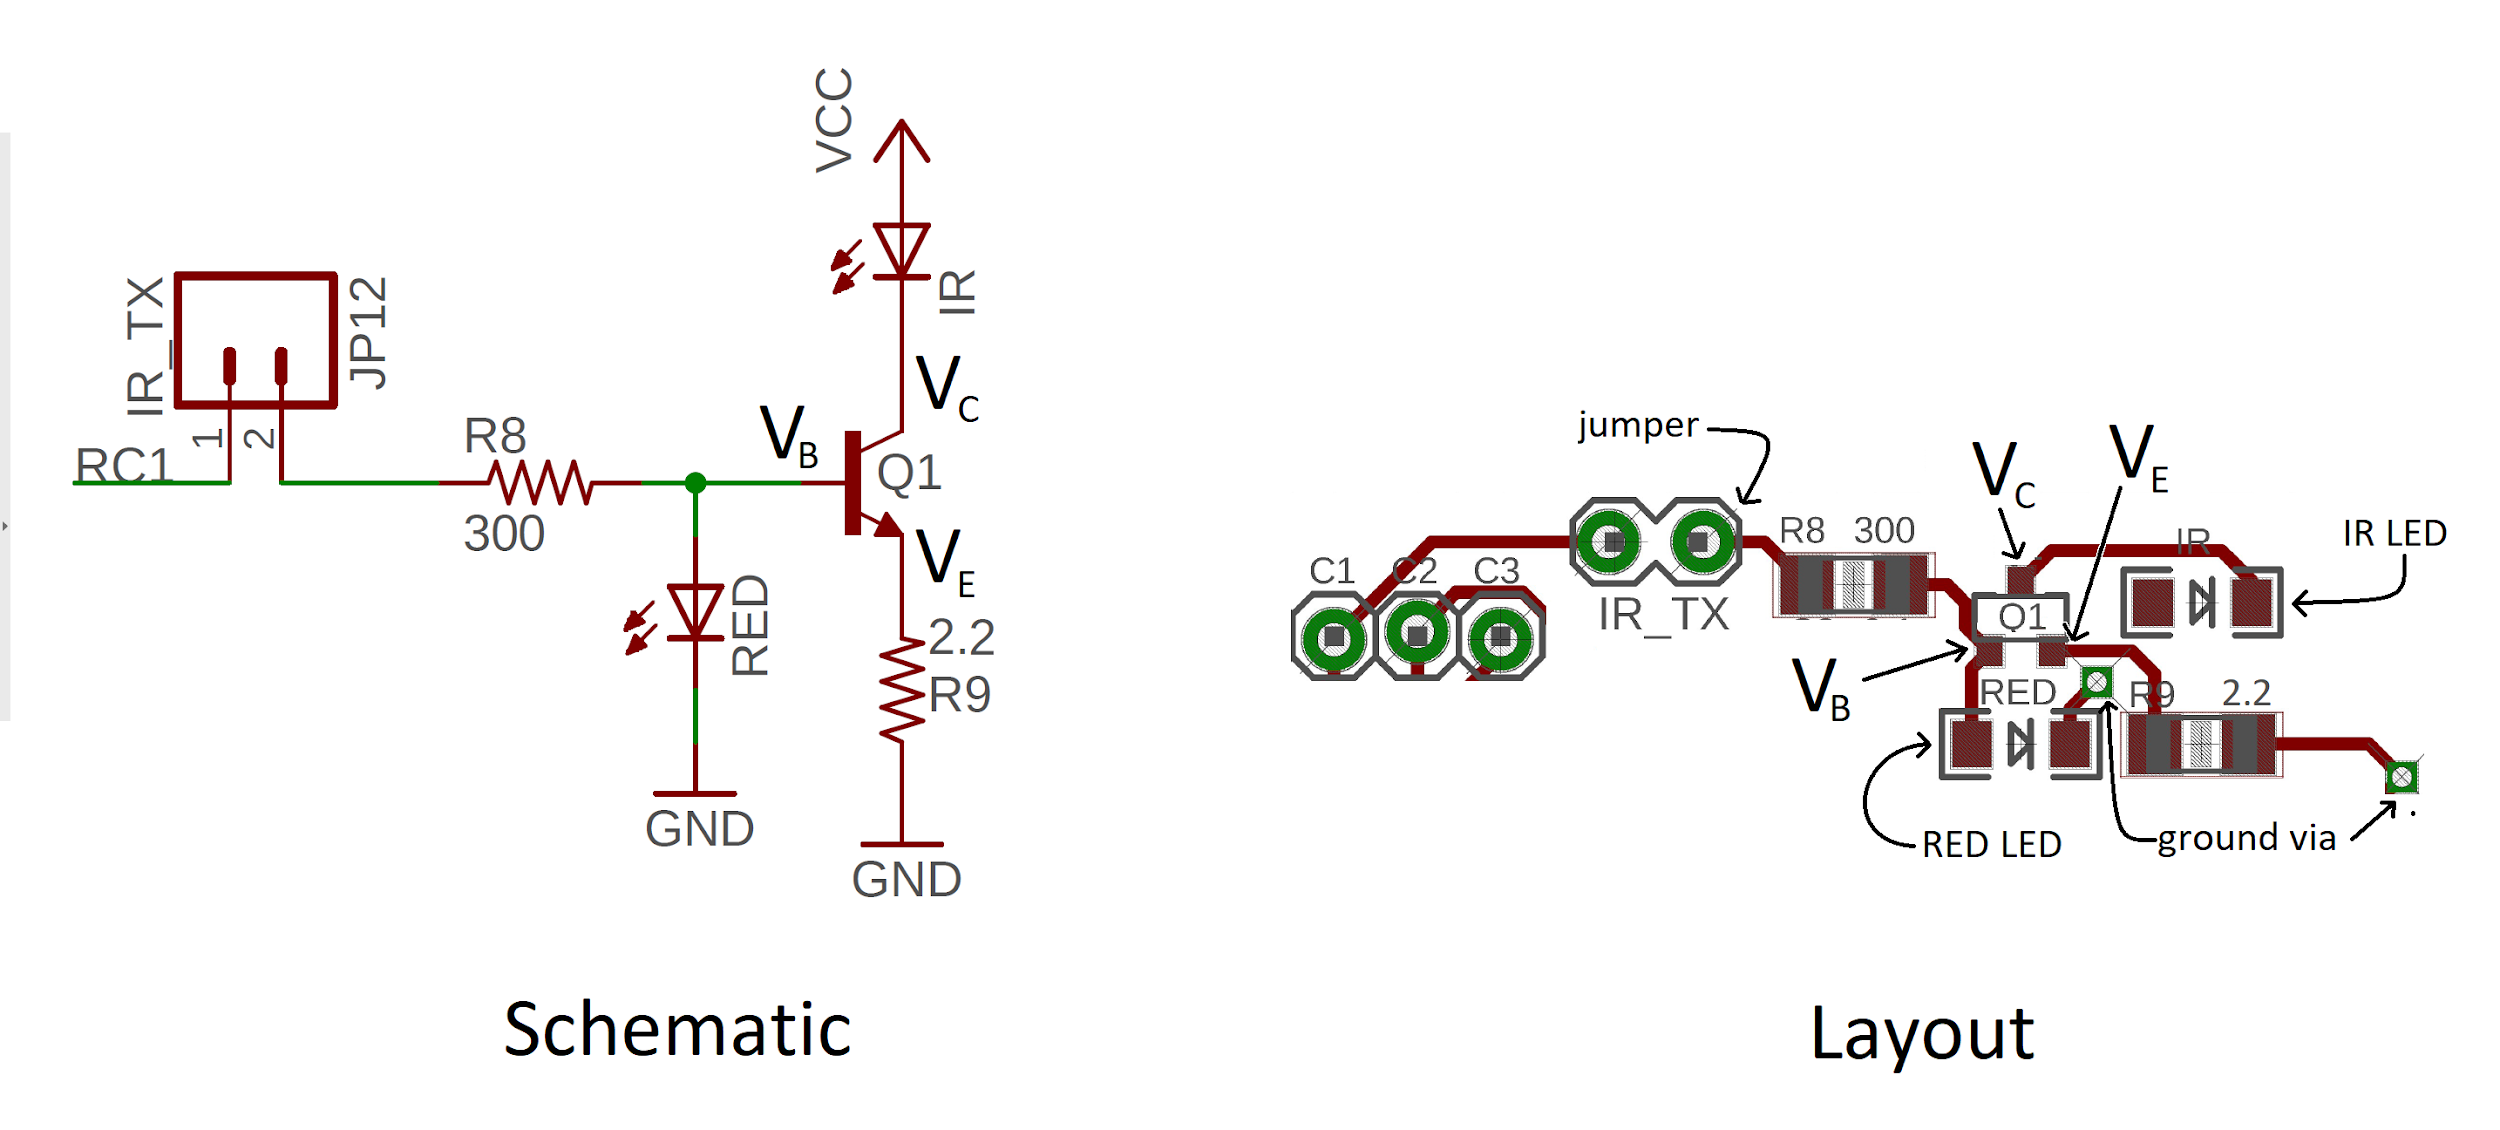 VCC
IR
IR_TX
JP12
1
2
RC1
R8
300
VB
VC
Q1
VE
RED
2.2
R9
GND
GND
Schematic
jumper
C1
C2
C3
IR_TX
R8 300
VC
VE
IR
IR LED
Q1
VB
RED
R9 2.2
RED LED
ground via
Layout